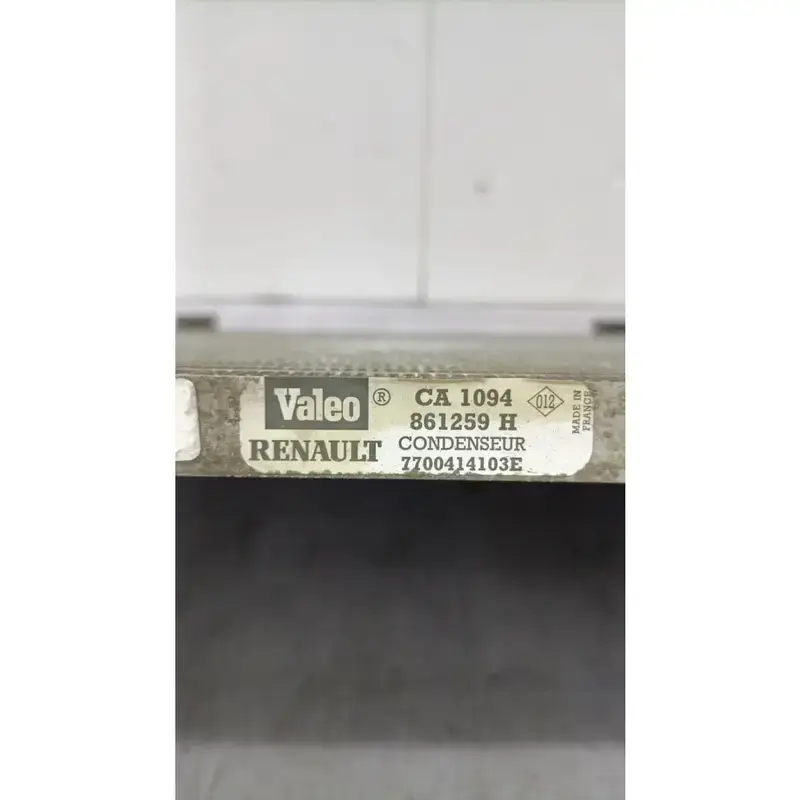 Valeo ® CA 1094
861259 H
RENAULT CONDENSEUR
7700414103E
012
MADE IN
FRANCE